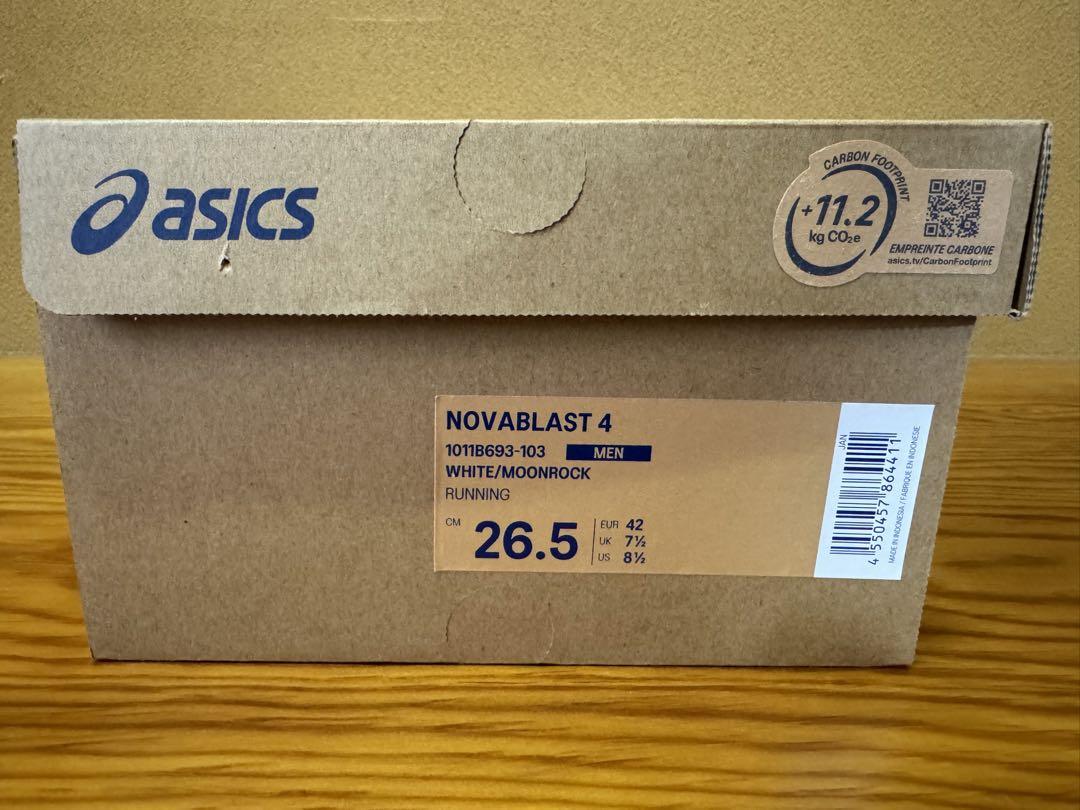 asics
CARBON FOOTPRINT
+11.2
kg CO₂e
EMPREINTE CARBONE
asics.tv/CarbonFootprint
NOVABLAST 4
1011B693-103 MEN
WHITE/MOONROCK
RUNNING
CM 26.5
EUR 42
UK 7½
US 8½
JAN
4 550457 864411
MADE IN INDONESIA / FABRIQUÉ EN INDONESIE